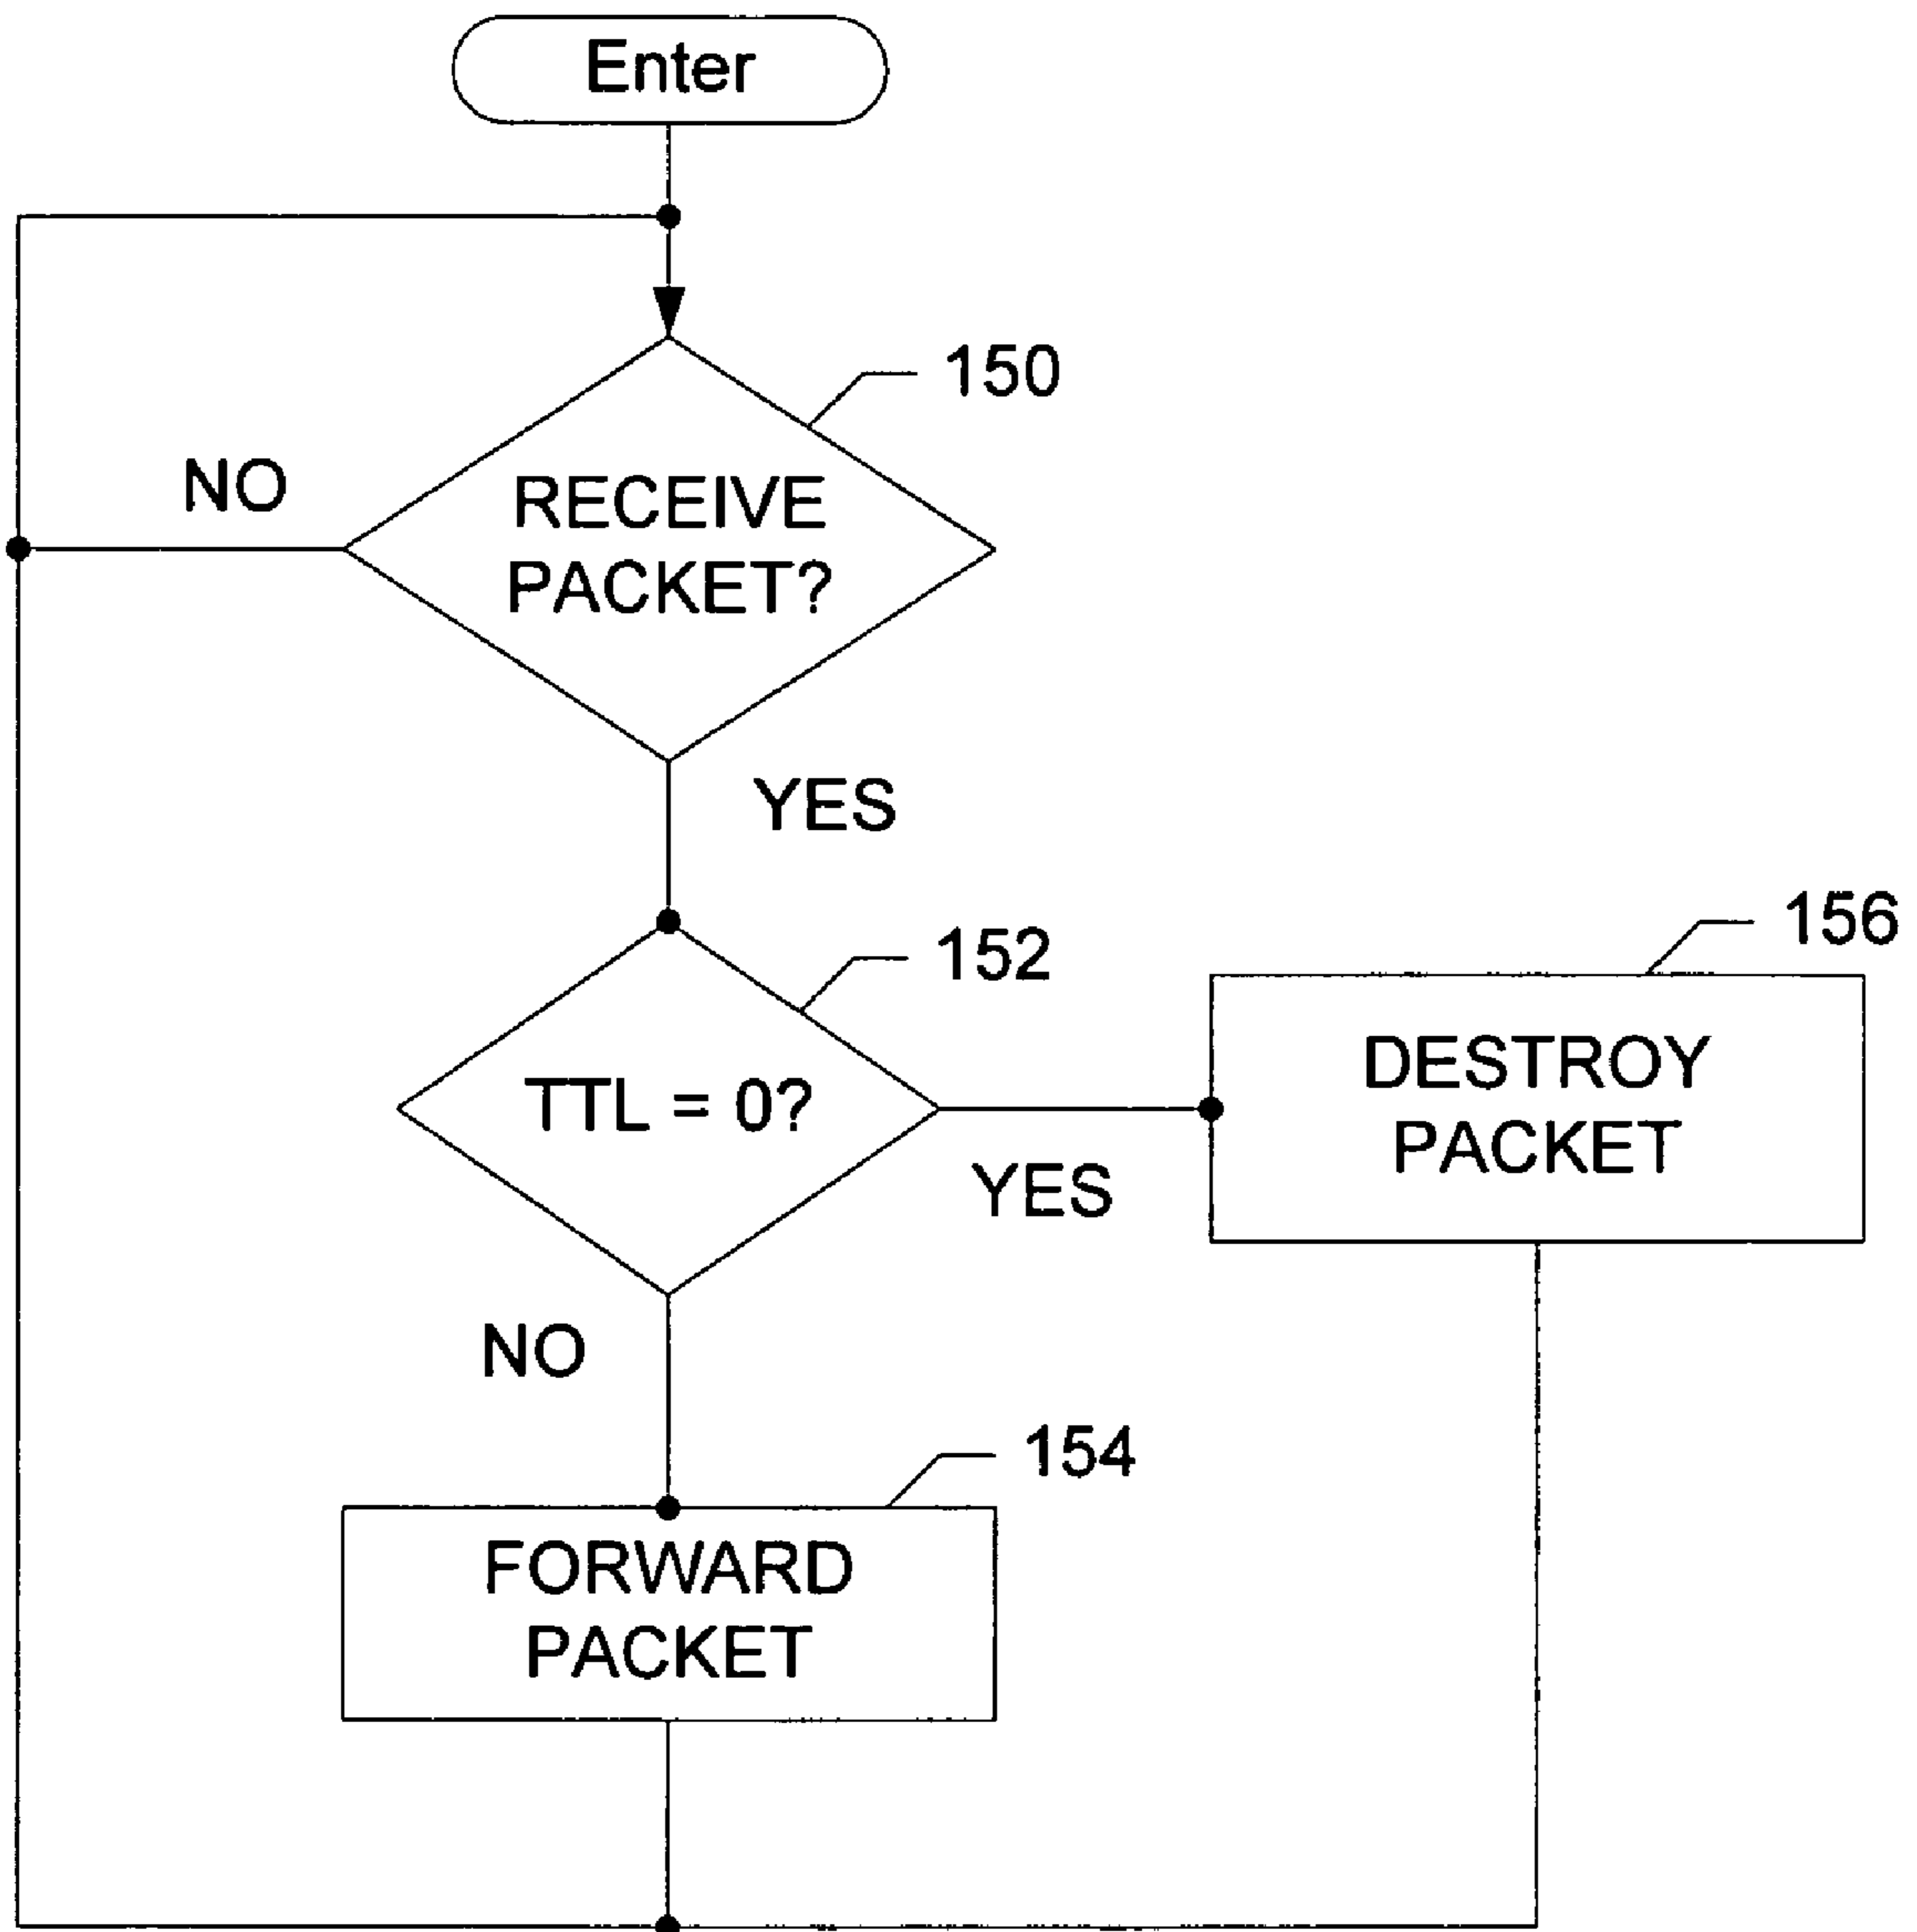 Enter
150
NO
RECEIVE
PACKET?
YES
152
156
TTL = 0?
DESTROY
PACKET
YES
NO
154
FORWARD
PACKET